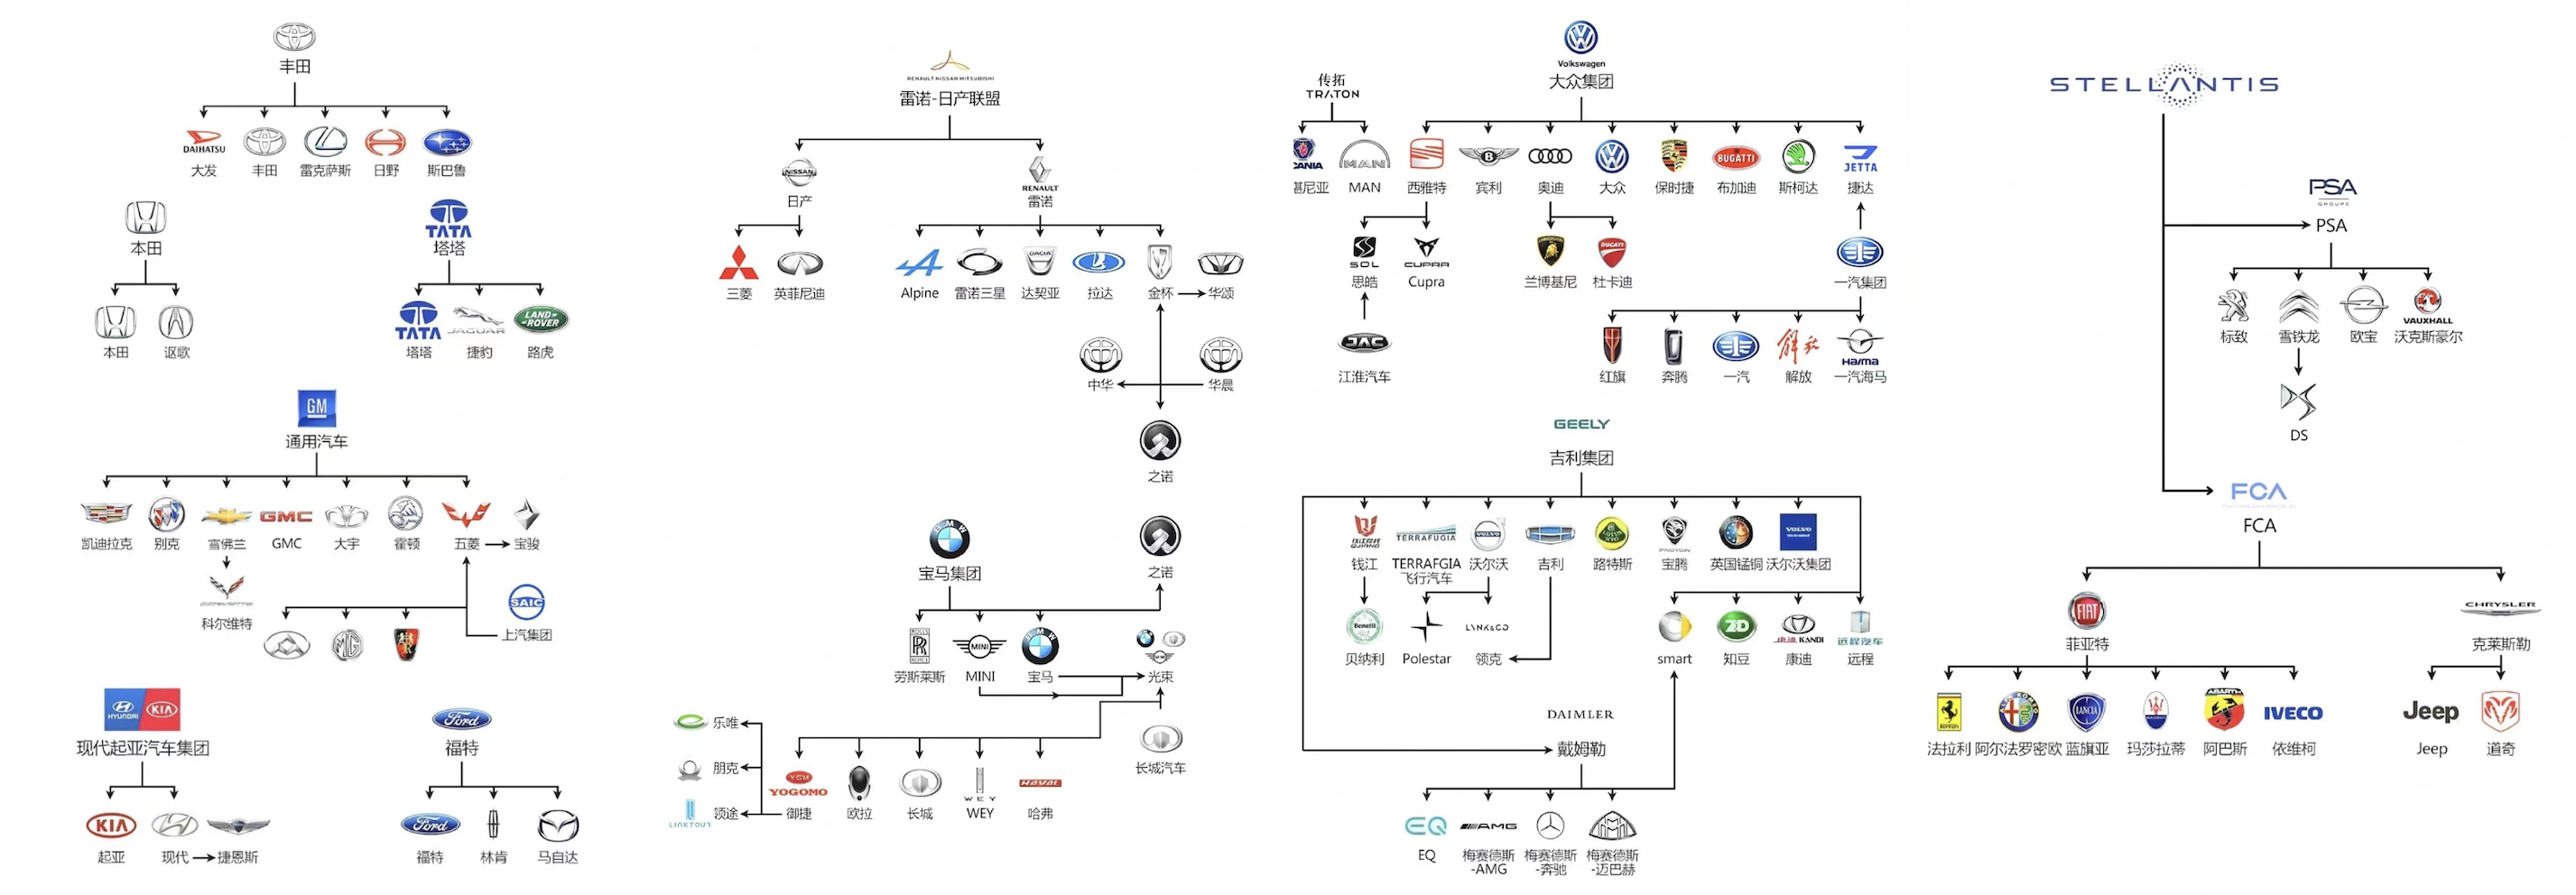 丰田
DAIHATSU
大发
丰田
雷克萨斯
日野
斯巴鲁
本田
本田
讴歌
TATA
塔塔
TATA
塔塔
JAGUAR
捷豹
LAND
ROVER
路虎
GM
通用汽车
凯迪拉克
别克
雪佛兰
GMC
GMC
大宇
霍顿
五菱
宝骏
CORVETTE
科尔维特
MG
SAIC
上汽集团
HYUNDAI
KIA
现代起亚汽车集团
KIA
起亚
现代
捷恩斯
Ford
福特
Ford
福特
林肯
马自达
RENAULT NISSAN MITSUBISHI
雷诺-日产联盟
NISSAN
日产
RENAULT
雷诺
三菱
英菲尼迪
Alpine
雷诺三星
DACIA
达契亚
拉达
金杯
华颂
中华
华晨
之诺
BMW
宝马集团
之诺
ROLLS
RR
ROYCE
劳斯莱斯
MINI
MINI
BMW
宝马
光束
长城汽车
乐唯
朋克
LINKTOUR
领途
YGM
YOGOMO
御捷
欧拉
长城
WEY
WEY
HAVAL
哈弗
传拓
TRATON
CANIA
甚尼亚
MAN
MAN
Volkswagen
大众集团
西雅特
B
宾利
奥迪
大众
保时捷
BUGATTI
布加迪
斯柯达
JETTA
捷达
SOL
思皓
CUPRA
Cupra
兰博基尼
DUCATI
杜卡迪
一汽集团
JAC
江淮汽车
红旗
奔腾
一汽
解放
解放
Haima
一汽海马
GEELY
吉利集团
QJIANG
钱江
TERRAFUGIA
TERRAFGIA
飞行汽车
VOLVO
沃尔沃
吉利
LOTUS
路特斯
PROTON
宝腾
英国锰铜
VOLVO
沃尔沃集团
Benelli
贝纳利
Polestar
LYNK&CO
领克
smart
知豆
康迪 KANDI
康迪
远程汽车
远程
DAIMLER
戴姆勒
EQ
EQ
AMG
梅赛德斯
-AMG
梅赛德斯
-奔驰
梅赛德斯
-迈巴赫
STELLANTIS
PSA
GROUPE
PSA
标致
雪铁龙
欧宝
VAUXHALL
沃克斯豪尔
DS
FCA
FCA
FIAT
菲亚特
CHRYSLER
克莱斯勒
法拉利
阿尔法罗密欧
LANCIA
蓝旗亚
玛莎拉蒂
ABARTH
阿巴斯
IVECO
依维柯
Jeep
Jeep
道奇